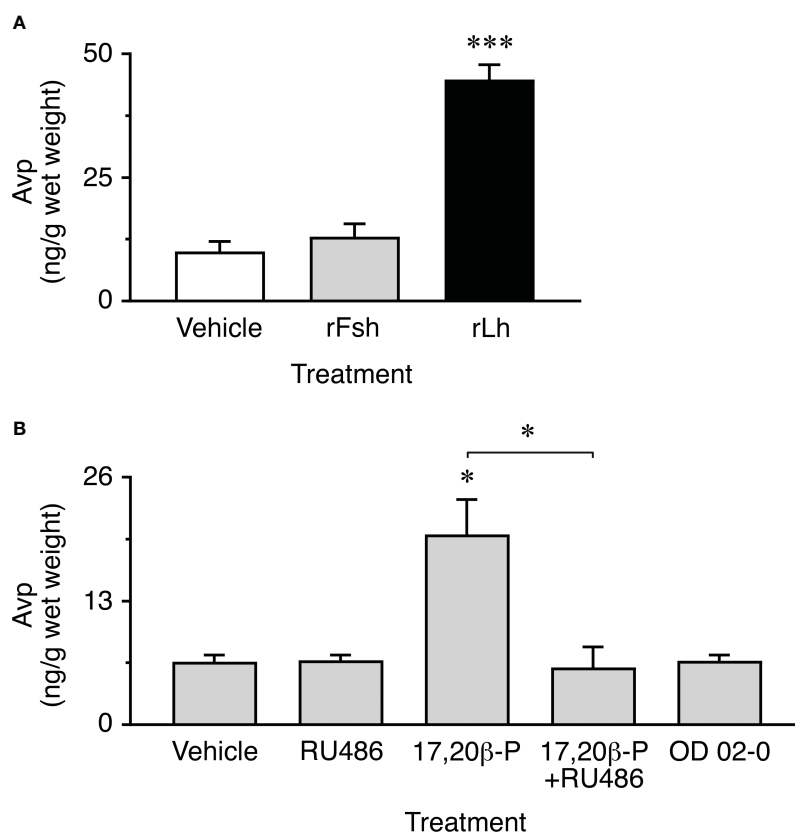 A
Avp
(ng/g wet weight)
50
25
0
***
Vehicle rFsh rLh
Treatment
B
Avp
(ng/g wet weight)
26
13
0
*
*
Vehicle RU486 17,20β-P 17,20β-P OD 02-0
+RU486
Treatment